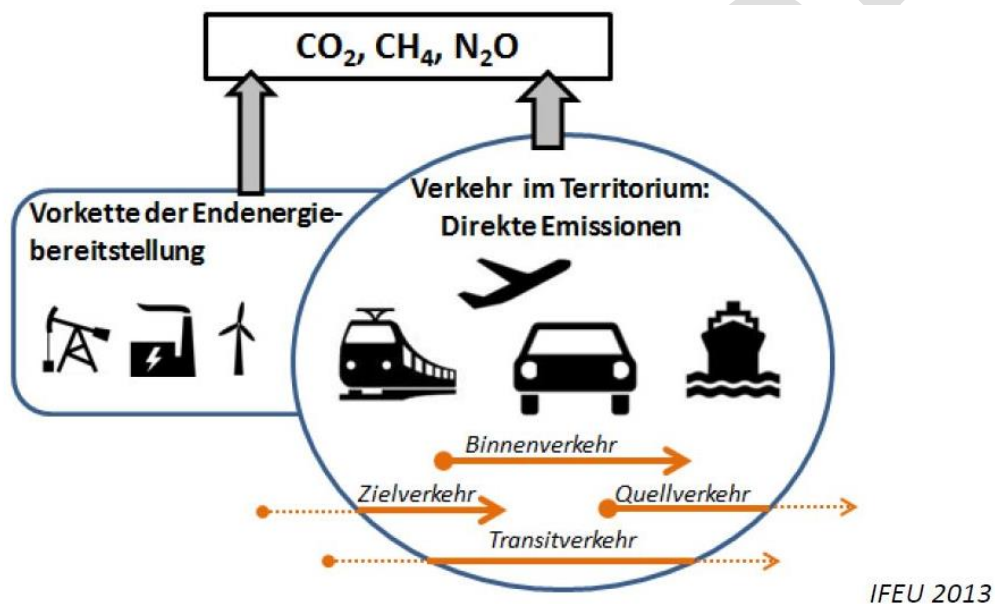 CO₂, CH₄, N₂O
Vorkette der Endenergie-
bereitstellung
Verkehr im Territorium:
Direkte Emissionen
Binnenverkehr
Zielverkehr
Quellverkehr
Transitverkehr
IFEU 2013